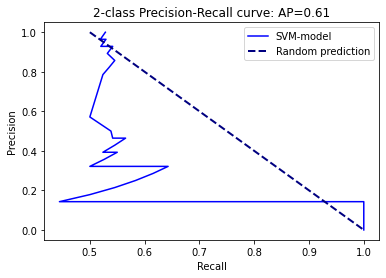 2-class Precision-Recall curve: AP=0.61
SVM-model
Random prediction
Precision
1.0
0.8
0.6
0.4
0.2
0.0
0.5 0.6 0.7 0.8 0.9 1.0
Recall